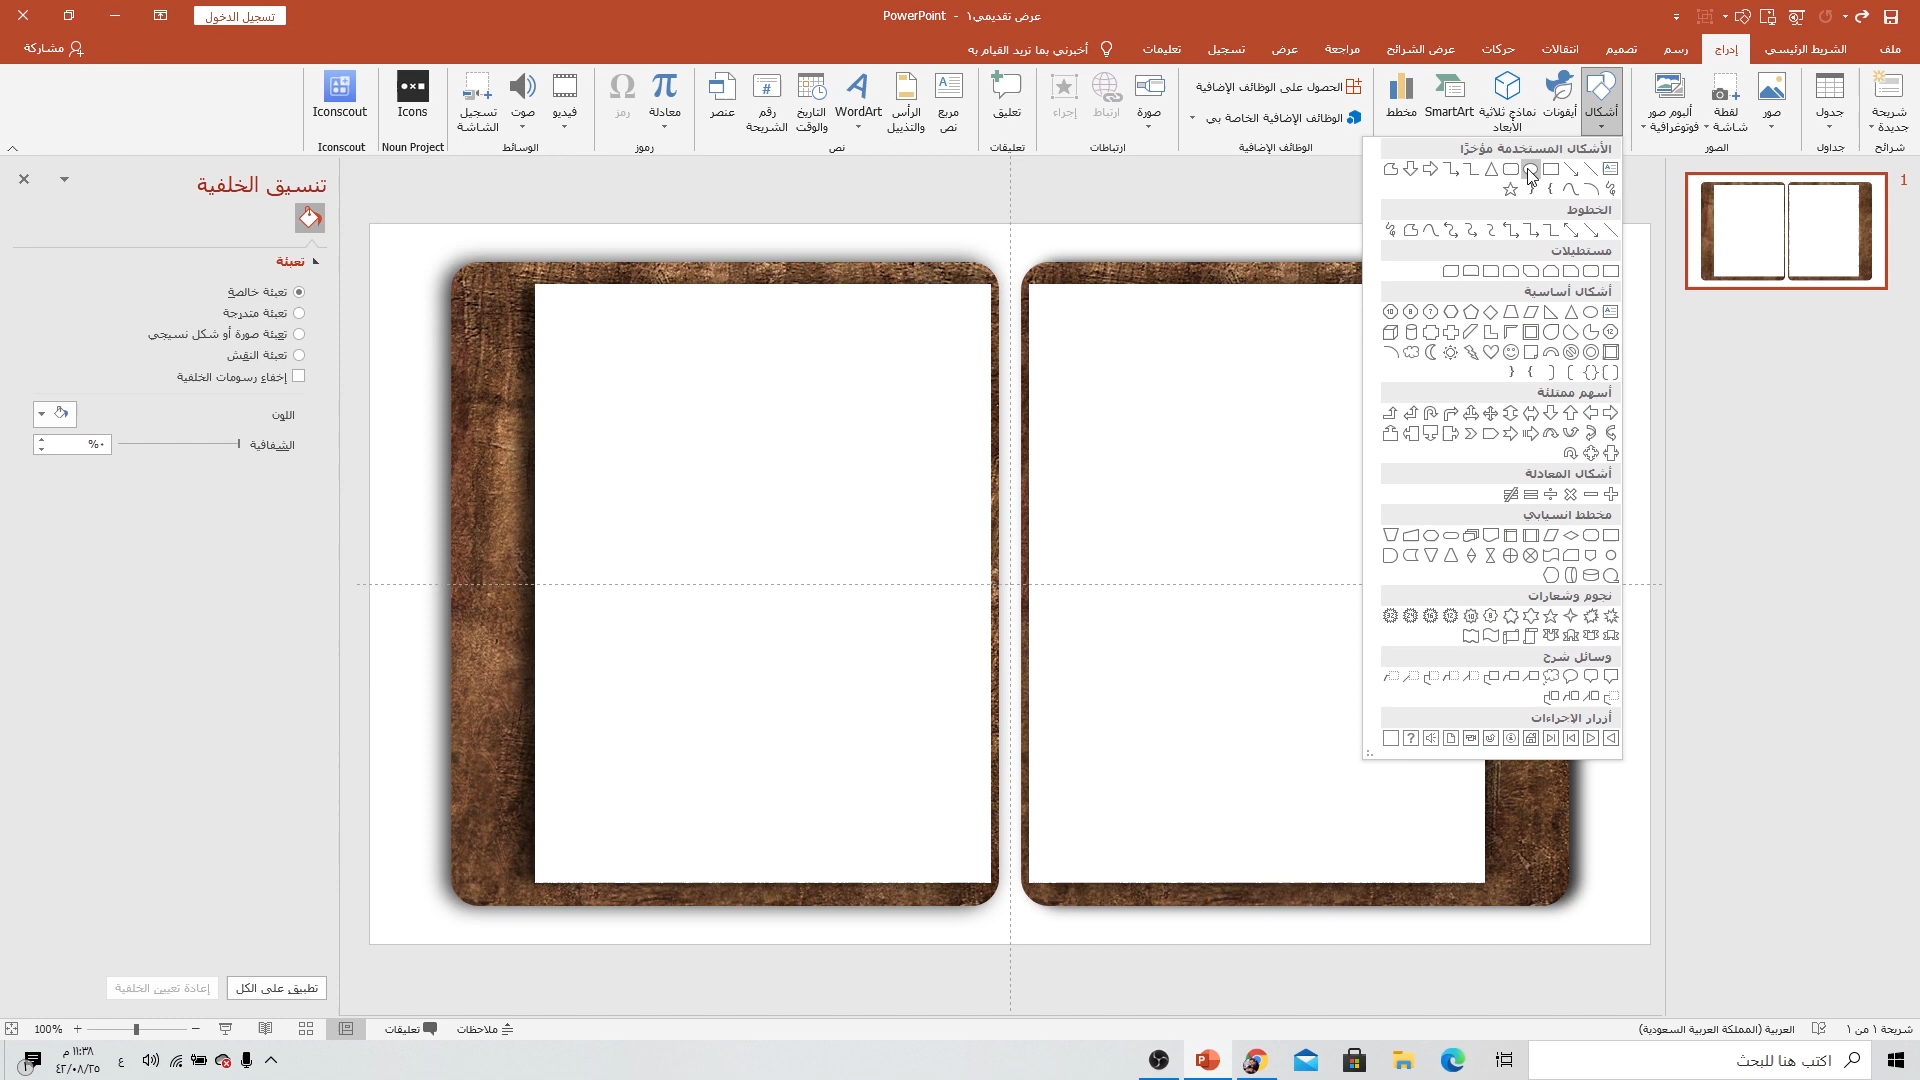 تسجيل الدخول
عرض تقديمي١ - PowerPoint
ملف
الشريط الرئيسي
إدراج
رسم
تصميم
انتقالات
حركات
عرض الشرائح
مراجعة
عرض
تسجيل
تعليمات
أخبرني بما تريد القيام به
مشاركة
شريحة جديدة
جدول
صور
لقطة شاشة
ألبوم صور فوتوغرافية
أشكال
أيقونات
نماذج ثلاثية الأبعاد
SmartArt
مخطط
الحصول على الوظائف الإضافية
الوظائف الإضافية الخاصة بي
صورة
ارتباط
إجراء
تعليق
مربع نص
الرأس والتذييل
WordArt
التاريخ والوقت
رقم الشريحة
عنصر
معادلة
رمز
فيديو
صوت
تسجيل الشاشة
Icons
Iconscout
شرائح
جداول
الصور
الوظائف الإضافية
ارتباطات
تعليقات
نص
رموز
الوسائط
Noun Project
Iconscout
الأشكال المستخدمة مؤخرًا
الخطوط
مستطيلات
أشكال أساسية
أسهم ممتلئة
أشكال المعادلة
مخطط انسيابي
نجوم وشعارات
وسائل شرح
أزرار الإجراءات
1
تنسيق الخلفية
تعبئة
تعبئة خالصة
تعبئة متدرجة
تعبئة صورة أو شكل نسيجي
تعبئة النقش
إخفاء رسومات الخلفية
اللون
الشفافية
٠%
تطبيق على الكل
إعادة تعيين الخلفية
شريحة ١ من ١
العربية (المملكة العربية السعودية)
ملاحظات
تعليقات
100%
اكتب هنا للبحث
ع
١١:٣٨ م
٤٢/٠٨/٢٥